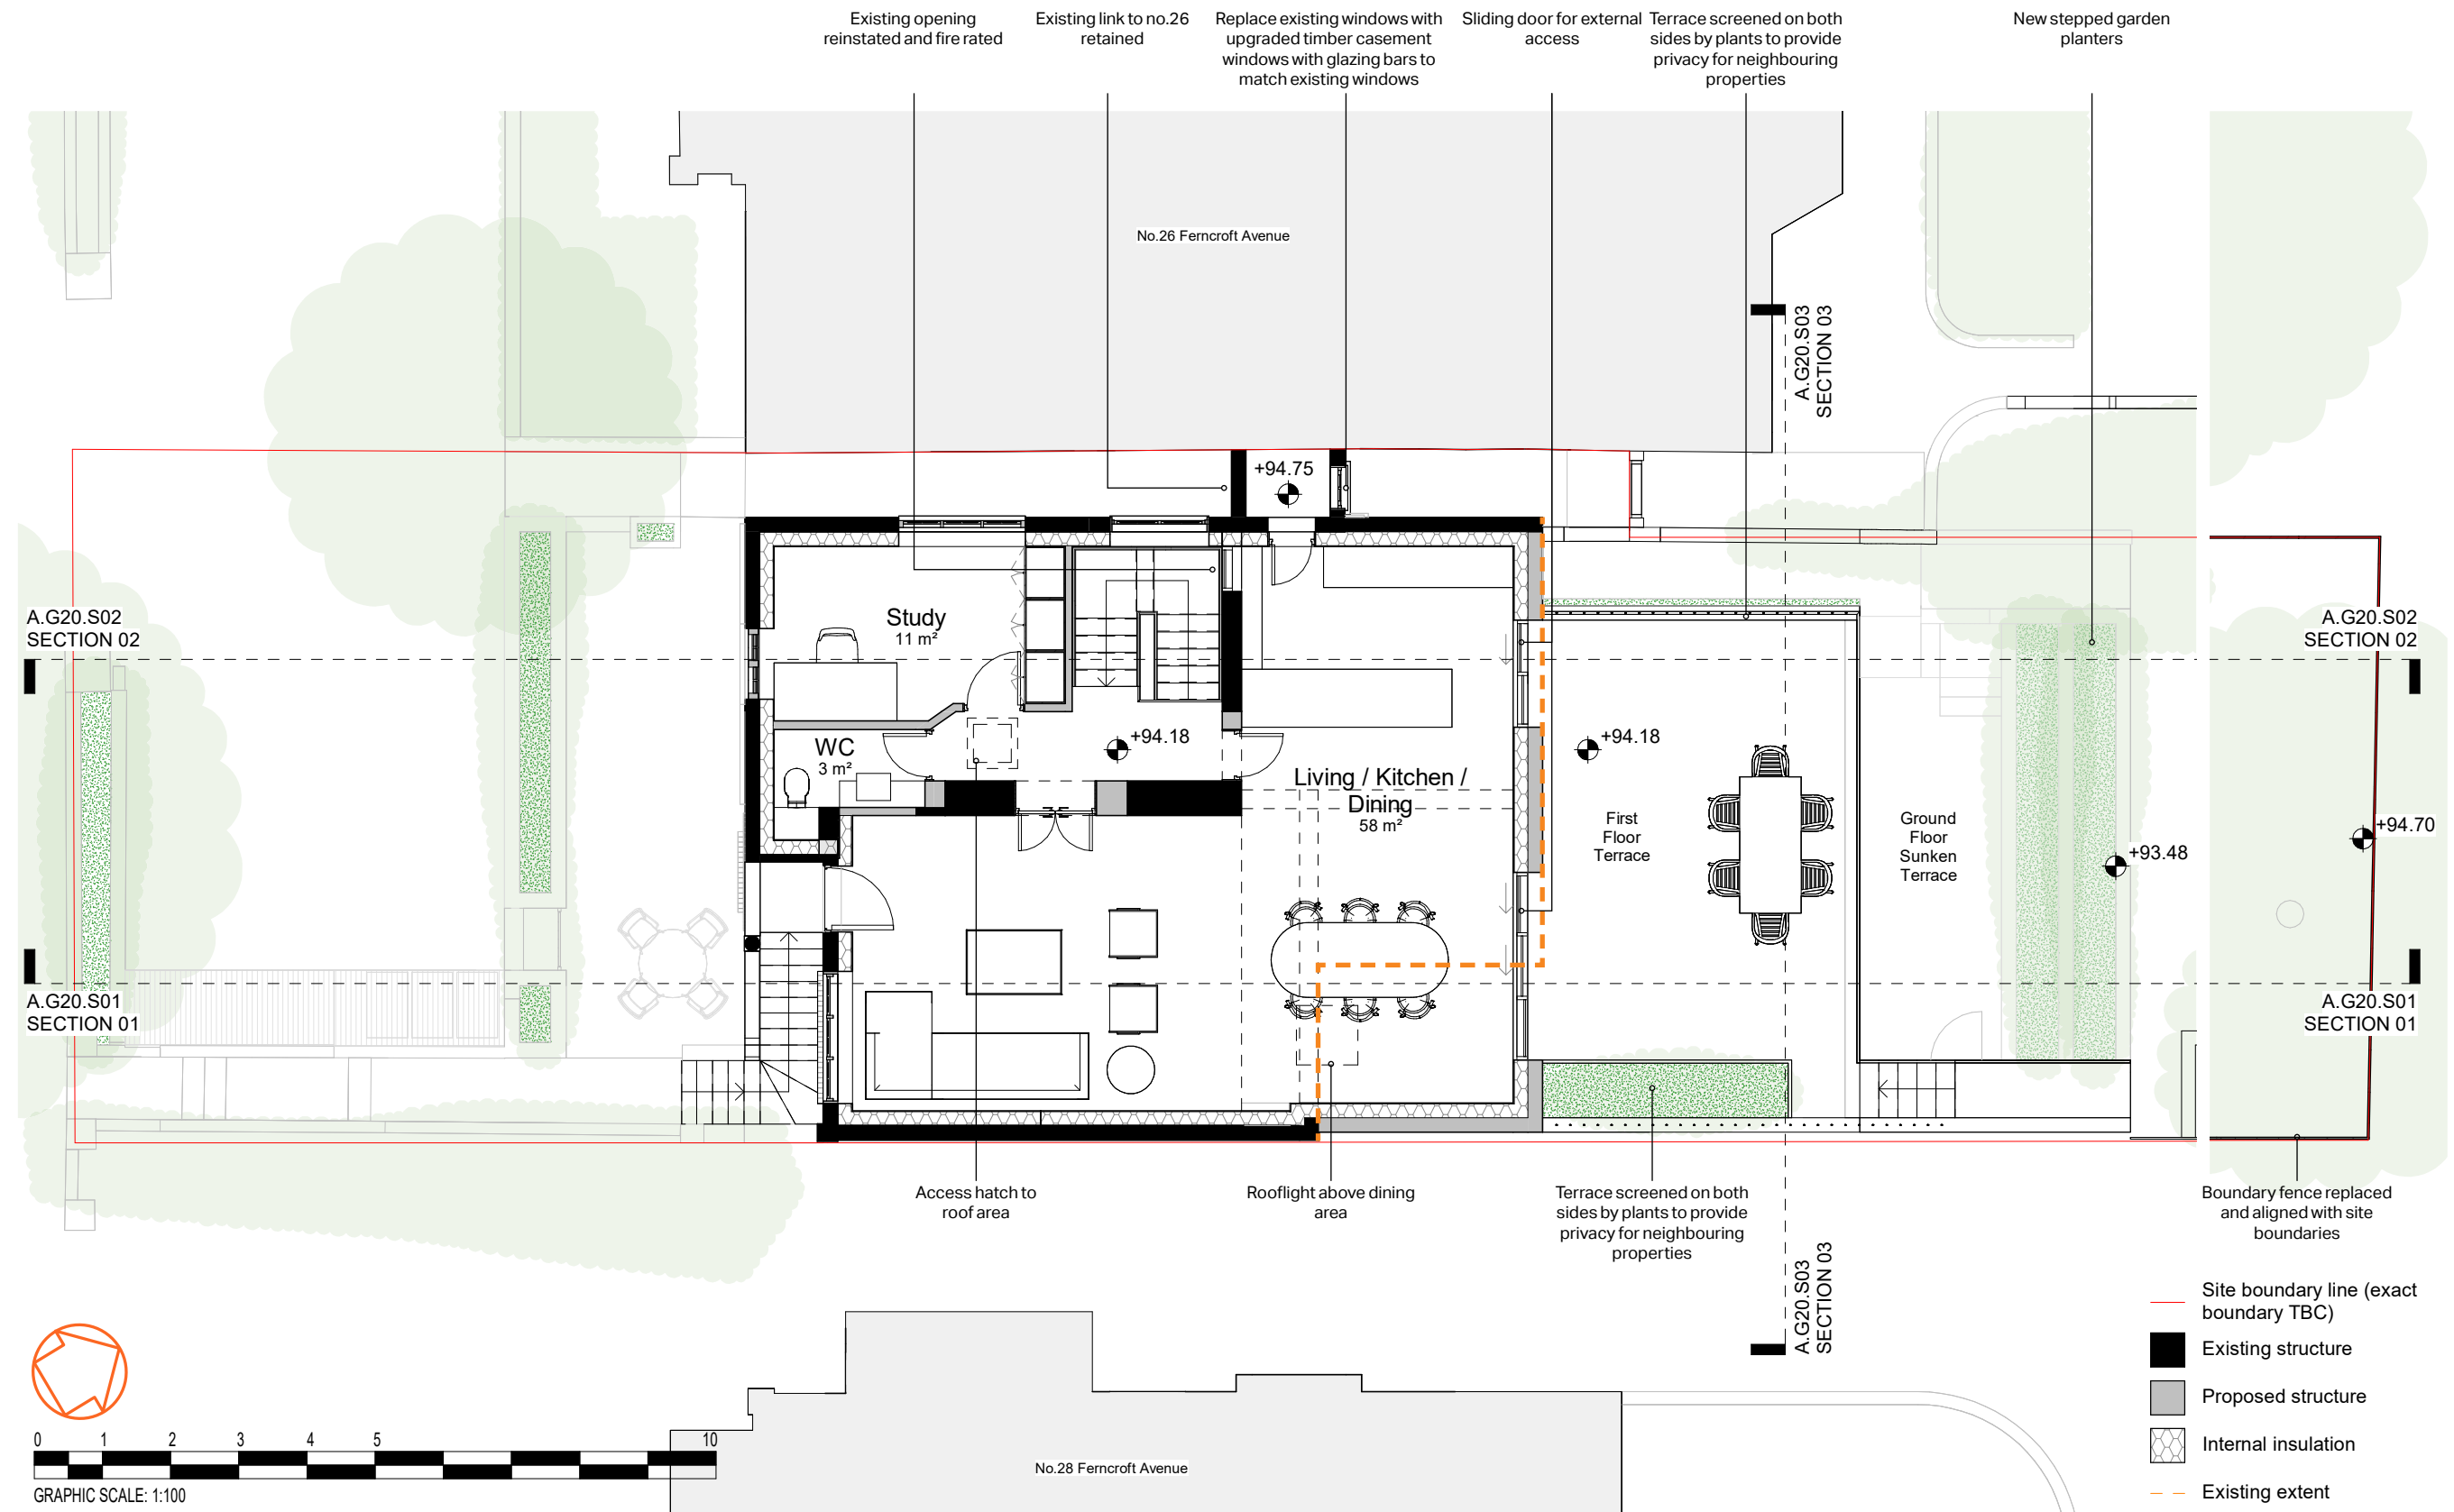 Existing opening
reinstated and fire rated
Existing link to no.26
retained
Replace existing windows with
upgraded timber casement
windows with glazing bars to
match existing windows
Sliding door for external
access
Terrace screened on both
sides by plants to provide
privacy for neighbouring
properties
New stepped garden
planters
No.26 Ferncroft Avenue
A.G20.S03
SECTION 03
+94.75
A.G20.S02
SECTION 02
Study
11 m²
A.G20.S02
SECTION 02
WC
3 m²
+94.18
+94.18
Living / Kitchen /
Dining
58 m²
First
Floor
Terrace
Ground
Floor
Sunken
Terrace
+94.70
+93.48
A.G20.S01
SECTION 01
A.G20.S01
SECTION 01
Access hatch to
roof area
Rooflight above dining
area
Terrace screened on both
sides by plants to provide
privacy for neighbouring
properties
Boundary fence replaced
and aligned with site
boundaries
A.G20.S03
SECTION 03
Site boundary line (exact
boundary TBC)
Existing structure
Proposed structure
Internal insulation
Existing extent
0 1 2 3 4 5 10
GRAPHIC SCALE: 1:100
No.28 Ferncroft Avenue